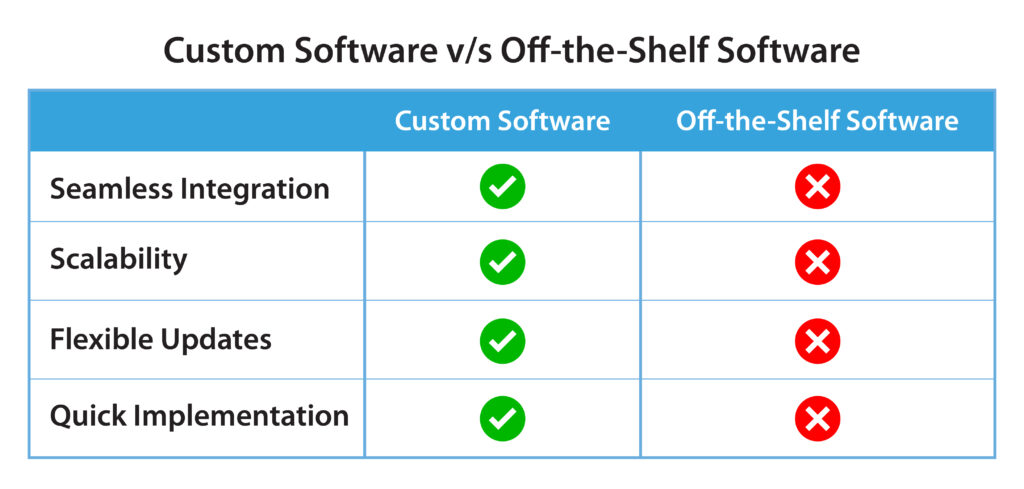 Custom Software v/s Off-the-Shelf Software
Custom Software Off-the-Shelf Software
Seamless Integration
Scalability
Flexible Updates
Quick Implementation